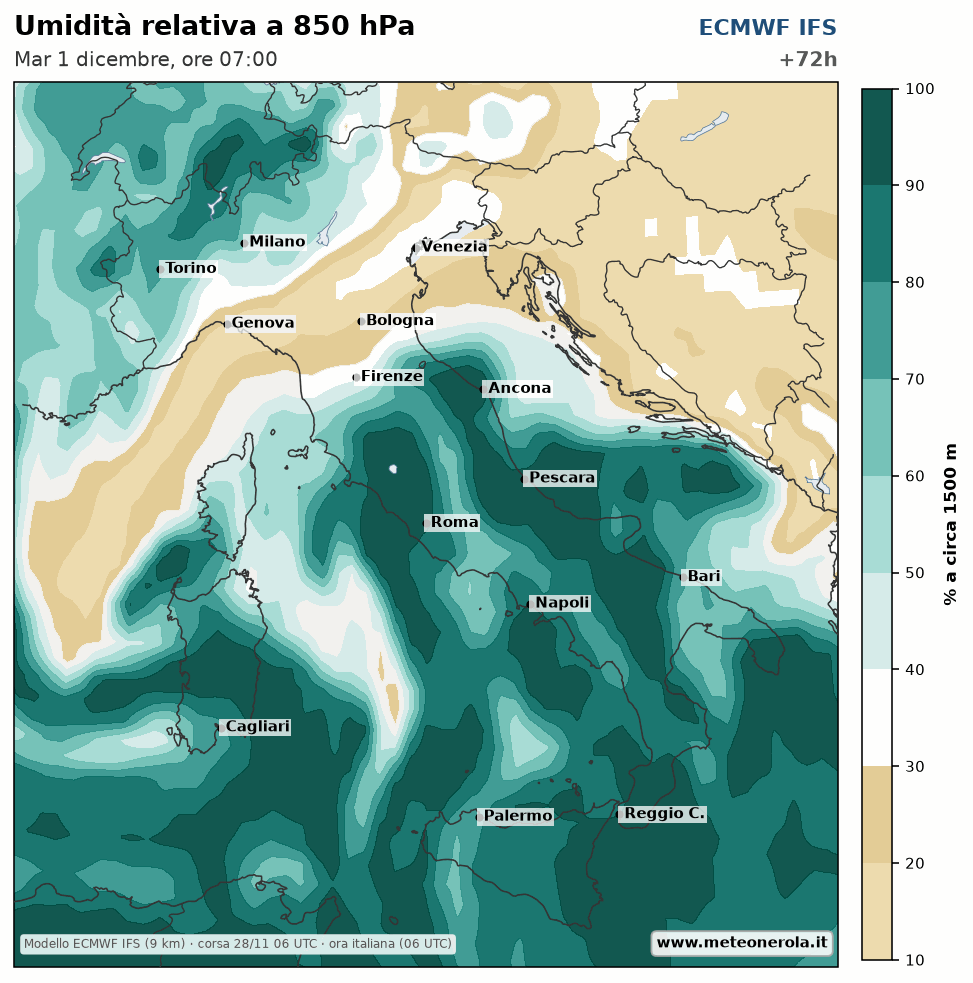 Umidità relativa a 850 hPa
ECMWF IFS
Mar 1 dicembre, ore 07:00
+72h
Milano
Venezia
Torino
Genova
Bologna
Firenze
Ancona
Pescara
Roma
Bari
Napoli
Cagliari
Palermo
Reggio C.
100
90
80
70
60
50
40
30
20
10
% a circa 1500 m
Modello ECMWF IFS (9 km) · corsa 28/11 06 UTC · ora italiana (06 UTC)
www.meteonerola.it